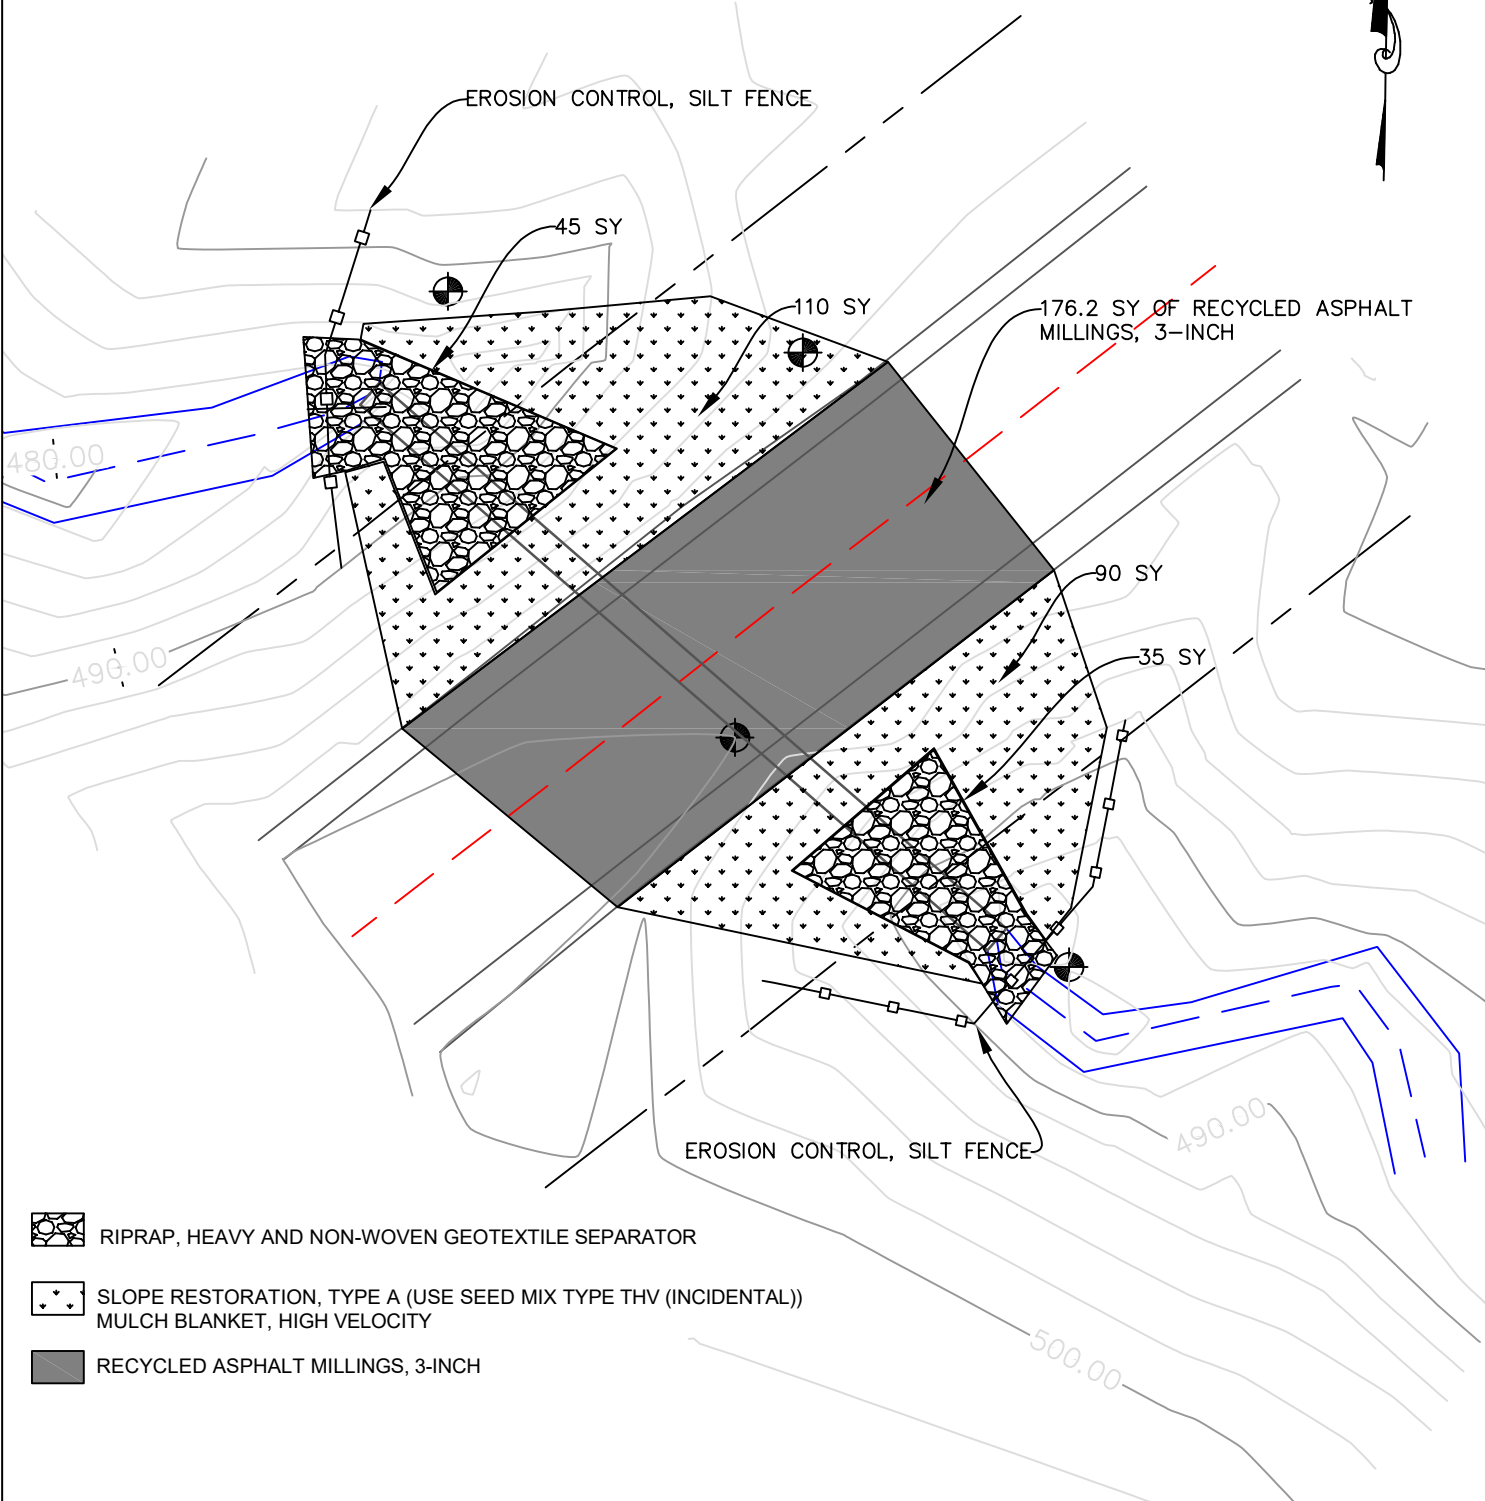 EROSION CONTROL, SILT FENCE
45 SY
110 SY
176.2 SY OF RECYCLED ASPHALT
MILLINGS, 3-INCH
480.00
90 SY
35 SY
490.00
490.00
EROSION CONTROL, SILT FENCE
RIPRAP, HEAVY AND NON-WOVEN GEOTEXTILE SEPARATOR
SLOPE RESTORATION, TYPE A (USE SEED MIX TYPE THV (INCIDENTAL))
MULCH BLANKET, HIGH VELOCITY
500.00
RECYCLED ASPHALT MILLINGS, 3-INCH